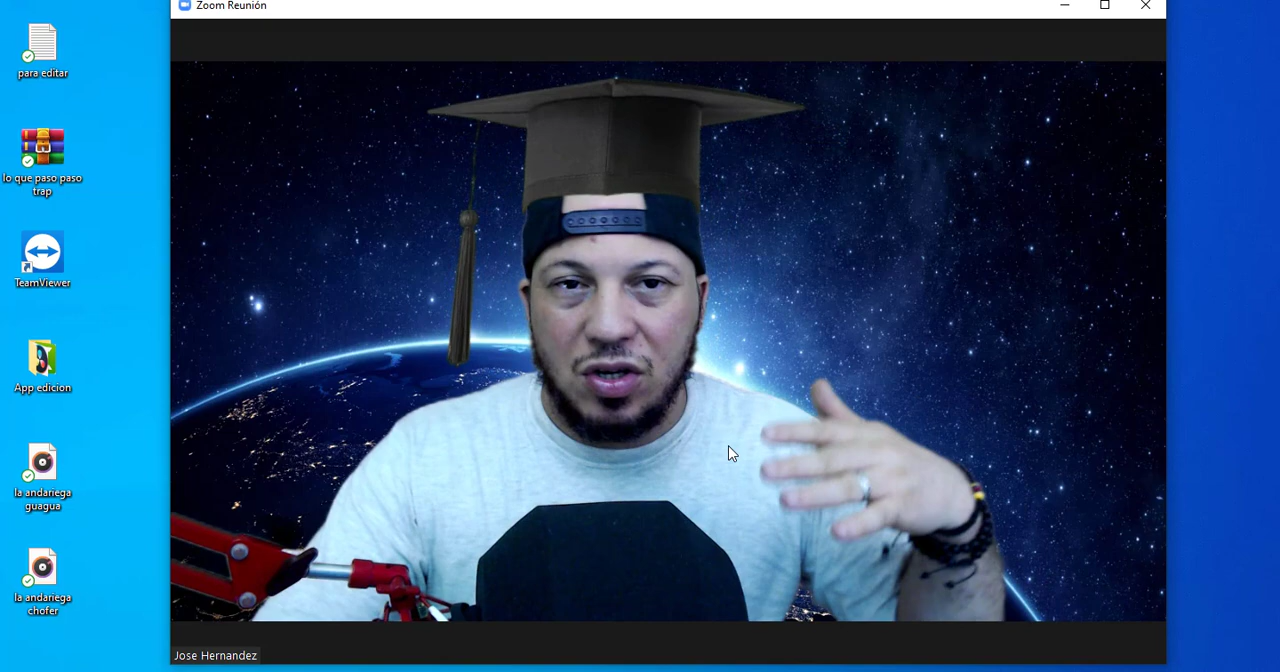 Zoom Reunión
para editar
lo que paso paso
trap
TeamViewer
App edicion
la andariega
guagua
la andariega
chofer
Jose Hernandez